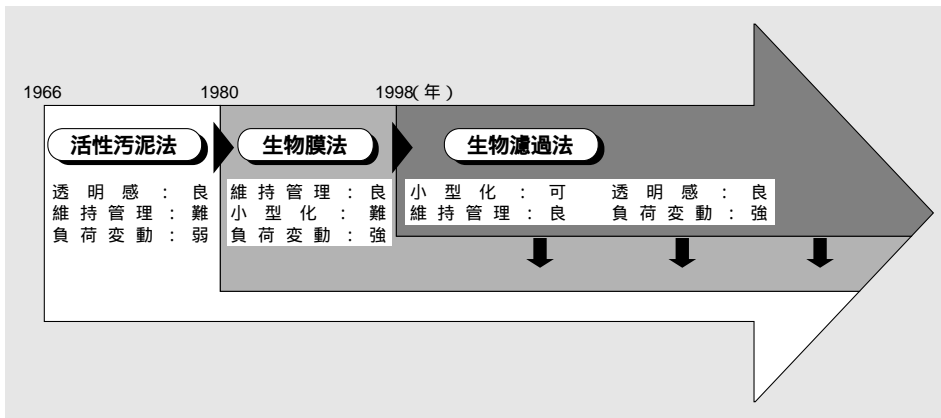 1966
1980
1998(年)
活性汚泥法
生物膜法
生物濾過法
透明感:良
維持管理:難
負荷変動:弱
維持管理:良
小型化:難
負荷変動:強
小型化:可 透明感:良
維持管理:良 負荷変動:強